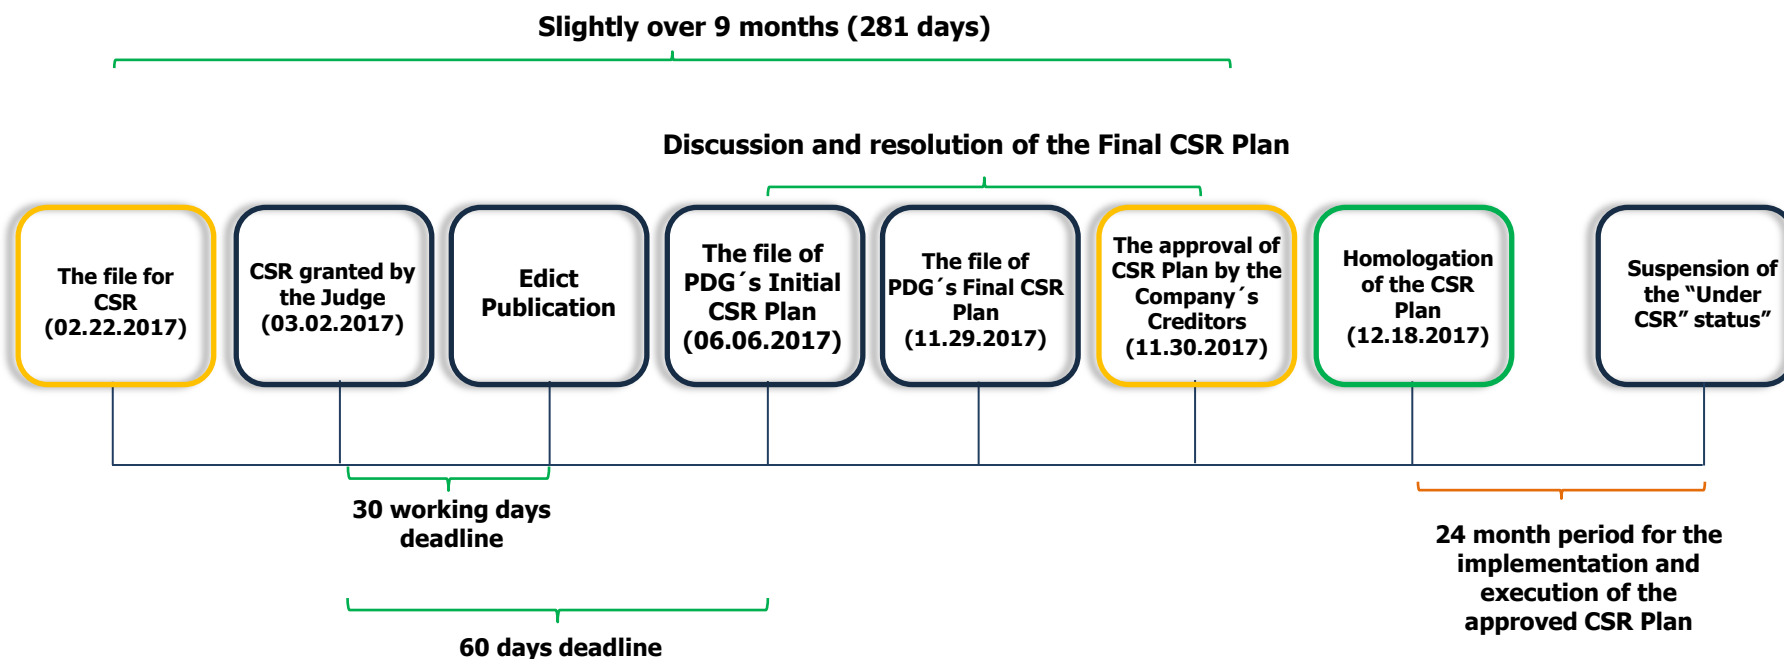 Slightly over 9 months (281 days)
Discussion and resolution of the Final CSR Plan
The file for
CSR
(02.22.2017)
CSR granted by
the Judge
(03.02.2017)
Edict
Publication
The file of
PDG´s Initial
CSR Plan
(06.06.2017)
The file of
PDG´s Final CSR
Plan
(11.29.2017)
The approval of
CSR Plan by the
Company´s
Creditors
(11.30.2017)
Homologation
of the CSR
Plan
(12.18.2017)
Suspension of
the “Under
CSR” status”
30 working days
deadline
60 days deadline
24 month period for the
implementation and
execution of the
approved CSR Plan